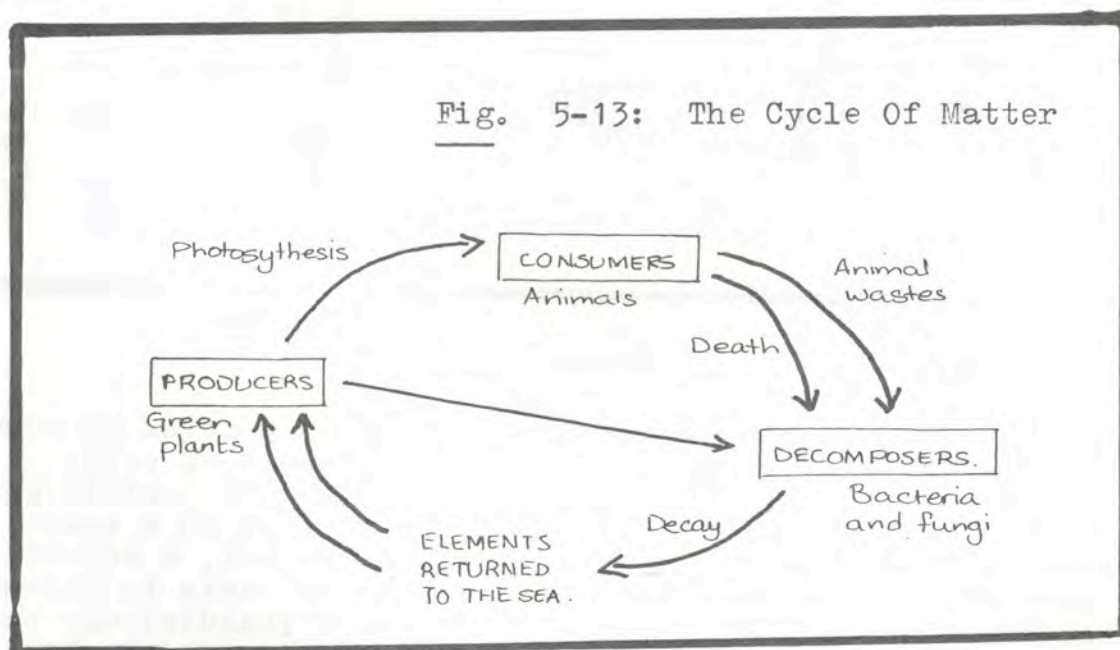 Fig. 5-13: The Cycle Of Matter
Photosythesis
CONSUMERS
Animals
Animal
wastes
Death
PRODUCERS
Green
plants
DECOMPOSERS.
Bacteria
and fungi
Decay
ELEMENTS
RETURNED
TO THE SEA.